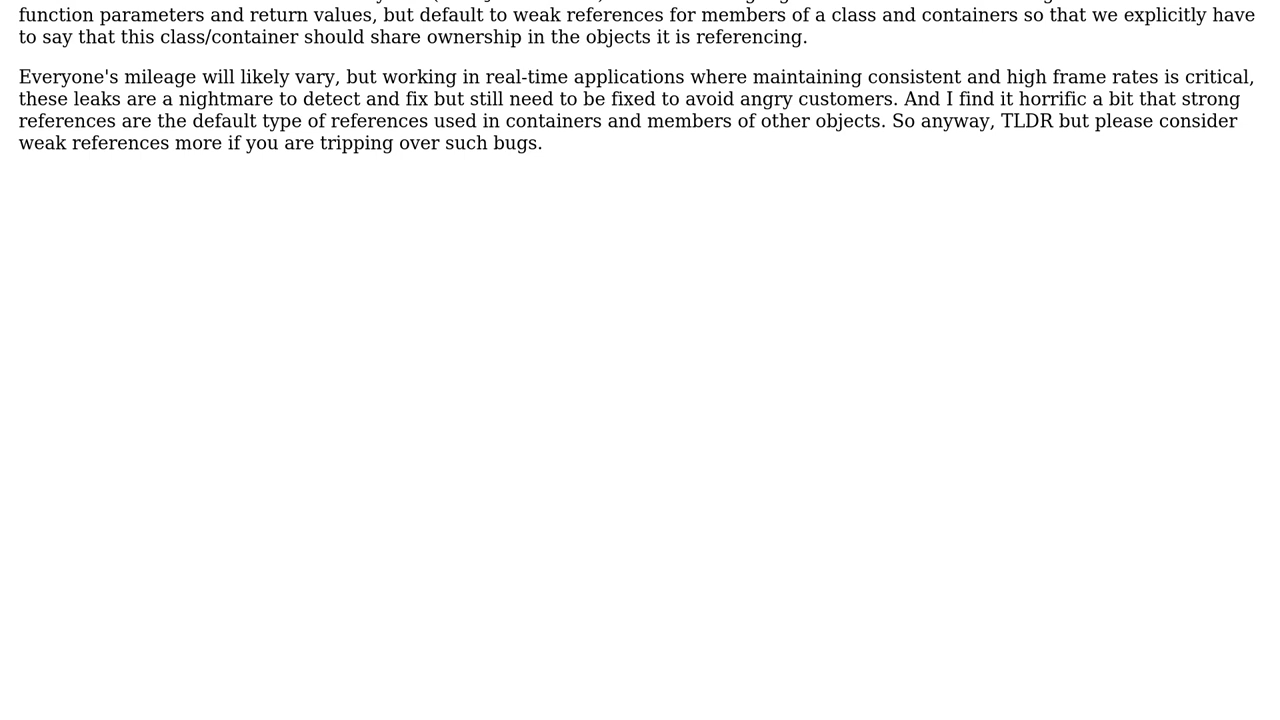 function parameters and return values, but default to weak references for members of a class and containers so that we explicitly have
to say that this class/container should share ownership in the objects it is referencing.
Everyone's mileage will likely vary, but working in real-time applications where maintaining consistent and high frame rates is critical,
these leaks are a nightmare to detect and fix but still need to be fixed to avoid angry customers. And I find it horrific a bit that strong
references are the default type of references used in containers and members of other objects. So anyway, TLDR but please consider
weak references more if you are tripping over such bugs.